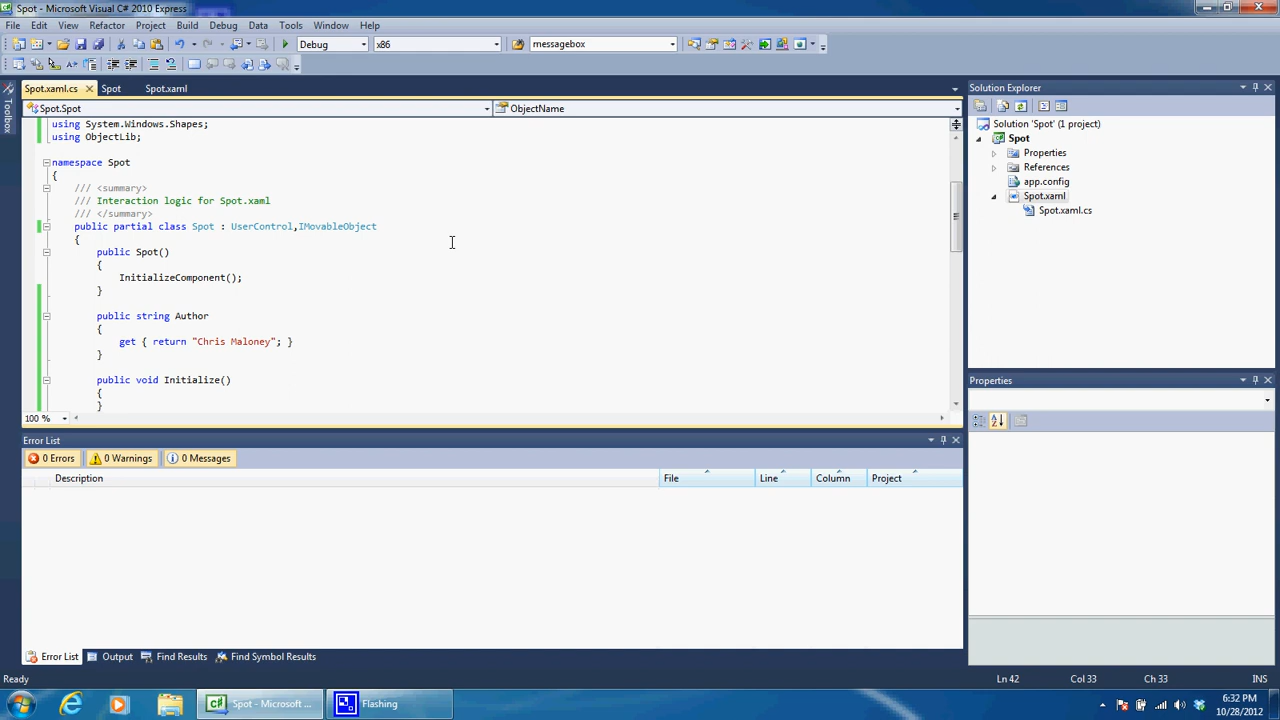 Spot - Microsoft Visual C# 2010 Express
File Edit View Refactor Project Build Debug Data Tools Window Help
Debug x86 messagebox
Spot.xaml.cs Spot Spot.xaml
Toolbox
Spot.Spot ObjectName
using System.Windows.Shapes;
using ObjectLib;
namespace Spot
{
/// <summary>
/// Interaction logic for Spot.xaml
/// </summary>
public partial class Spot : UserControl,IMovableObject
{
public Spot()
{
InitializeComponent();
}
public string Author
{
get { return "Chris Maloney"; }
}
public void Initialize()
{
}
100 %
Error List
0 Errors 0 Warnings 0 Messages
Description File Line Column Project
Error List Output Find Results Find Symbol Results
Solution Explorer
Solution 'Spot' (1 project)
Spot
Properties
References
app.config
Spot.xaml
Spot.xaml.cs
Properties
Ready Ln 42 Col 33 Ch 33 INS
Spot - Microsoft ... Flashing
6:32 PM
10/28/2012